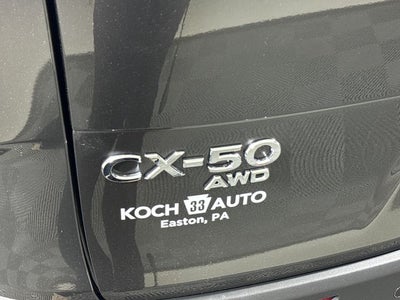 CX-50
AWD
KOCH 33 AUTO
Easton, PA